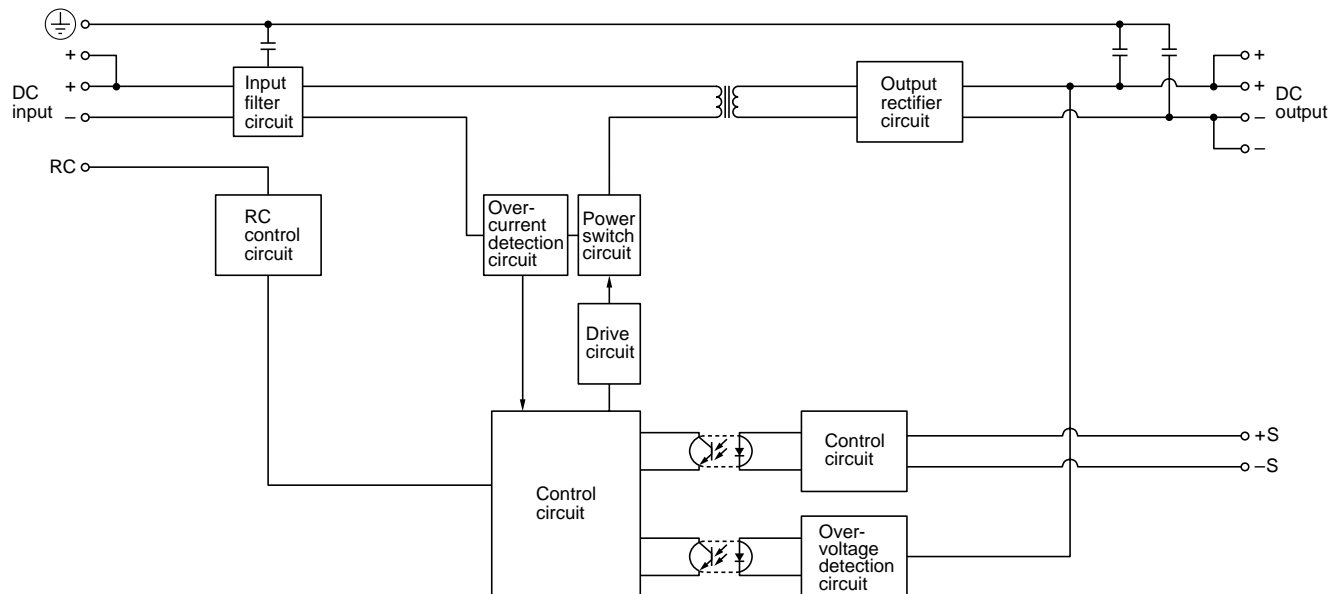 +
+
DC
input
–
RC
Input
filter
circuit
Output
rectifier
circuit
+
+
DC
output
–
–
RC
control
circuit
Over-
current
detection
circuit
Power
switch
circuit
Drive
circuit
Control
circuit
Control
circuit
+S
–S
Over-
voltage
detection
circuit